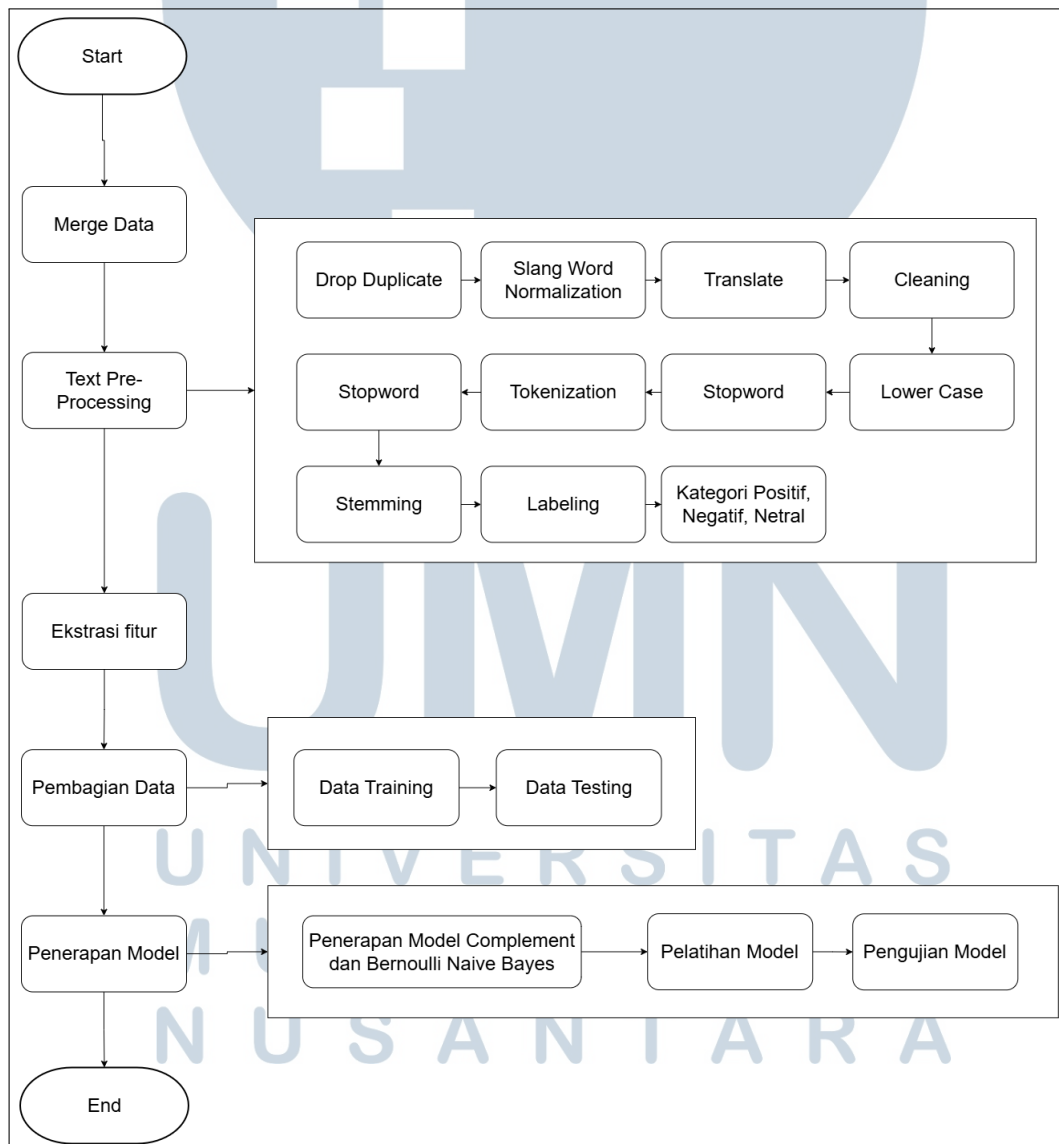 Start
Merge Data
Drop Duplicate
Slang Word
Normalization
Translate
Cleaning
Text Pre-
Processing
Stopword
Tokenization
Stopword
Lower Case
Stemming
Labeling
Kategori Positif,
Negatif, Netral
UMN
Ekstrasi fitur
Pembagian Data
Data Training
Data Testing
UNIVERSITAS
Penerapan Model
Penerapan Model Complement
dan Bernoulli Naive Bayes
Pelatihan Model
Pengujian Model
NUSANTARA
End